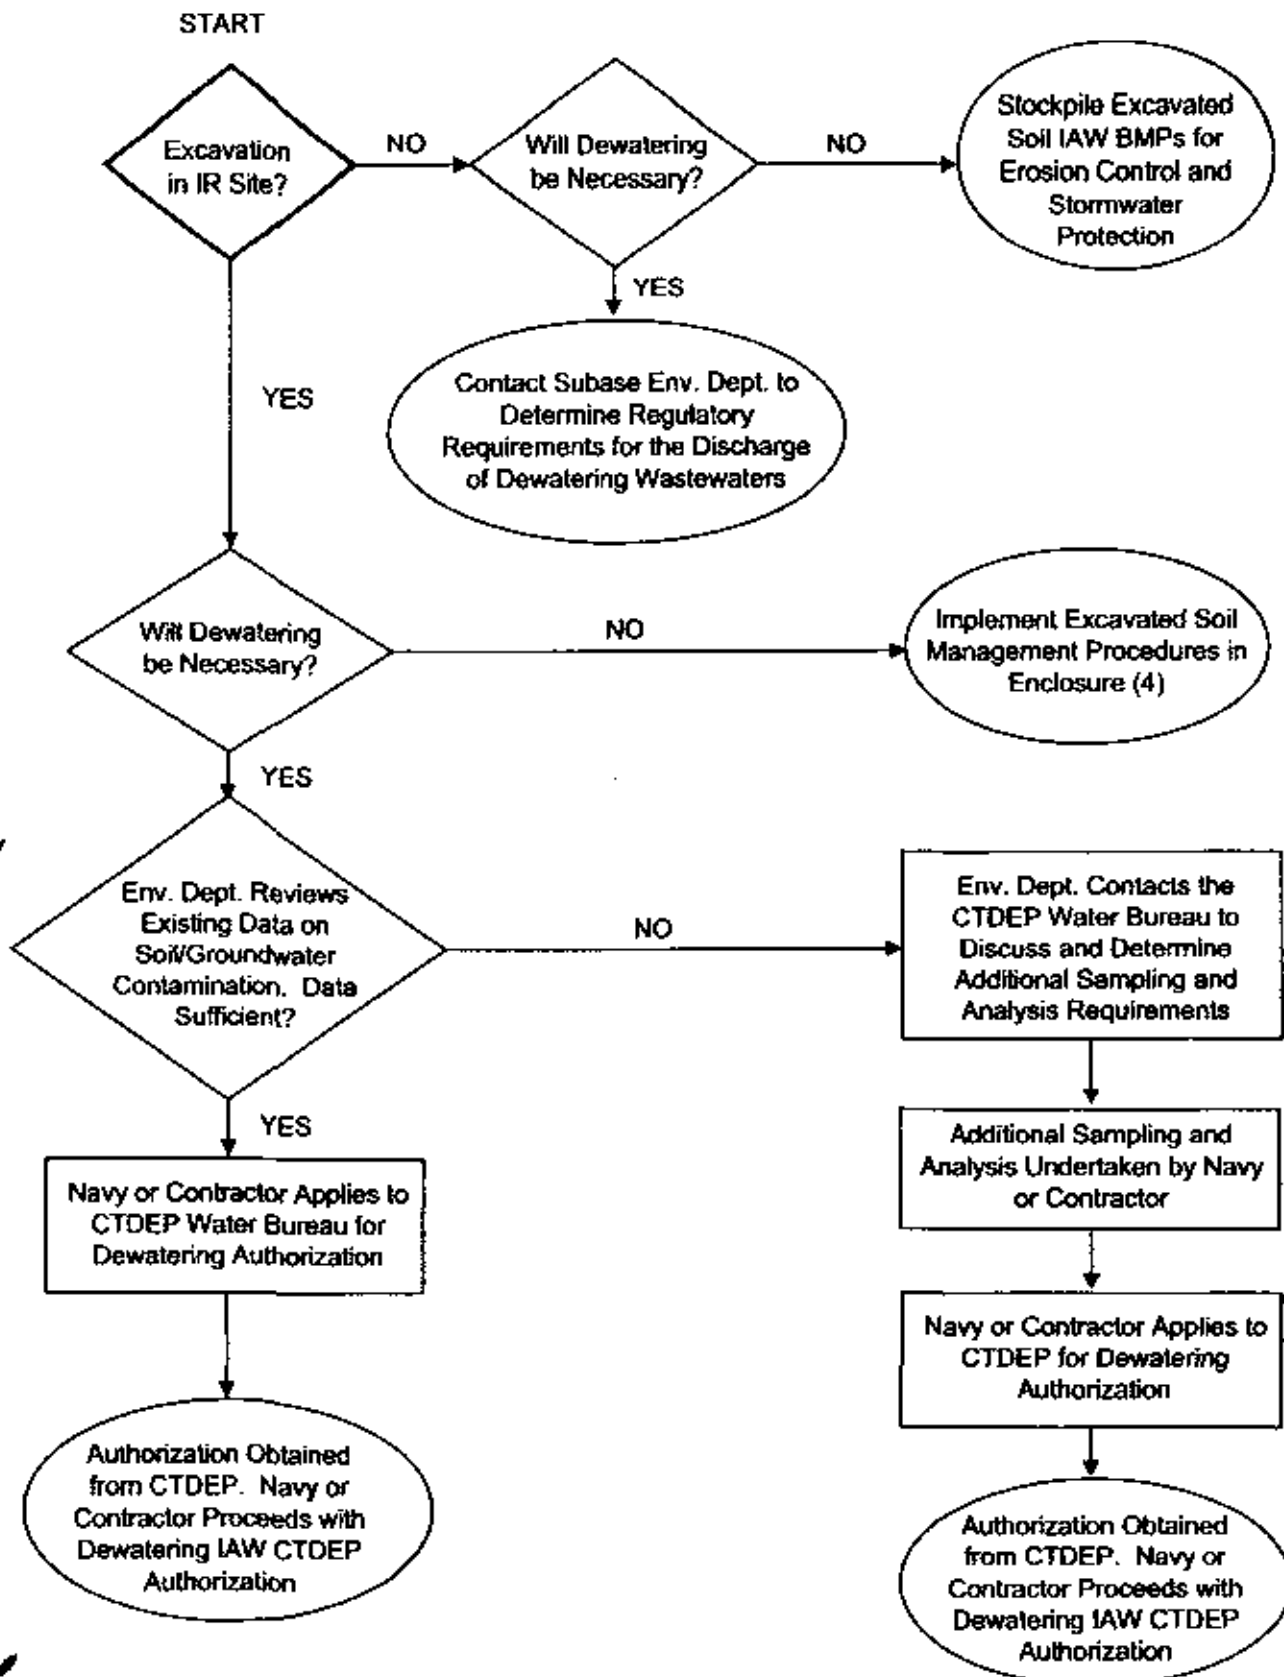 START
Excavation
in IR Site?
NO
Will Dewatering
be Necessary?
NO
Stockpile Excavated
Soil IAW BMPs for
Erosion Control and
Stormwater
Protection
YES
Contact Subase Env. Dept. to
Determine Regulatory
Requirements for the Discharge
of Dewatering Wastewaters
YES
Will Dewatering
be Necessary?
NO
Implement Excavated Soil
Management Procedures in
Enclosure (4)
YES
Env. Dept. Reviews
Existing Data on
Soil/Groundwater
Contamination. Data
Sufficient?
NO
Env. Dept. Contacts the
CTDEP Water Bureau to
Discuss and Determine
Additional Sampling and
Analysis Requirements
YES
Additional Sampling and
Analysis Undertaken by Navy
or Contractor
Navy or Contractor Applies to
CTDEP Water Bureau for
Dewatering Authorization
Navy or Contractor Applies to
CTDEP for Dewatering
Authorization
Authorization Obtained
from CTDEP. Navy or
Contractor Proceeds with
Dewatering IAW CTDEP
Authorization
Authorization Obtained
from CTDEP. Navy or
Contractor Proceeds with
Dewatering IAW CTDEP
Authorization